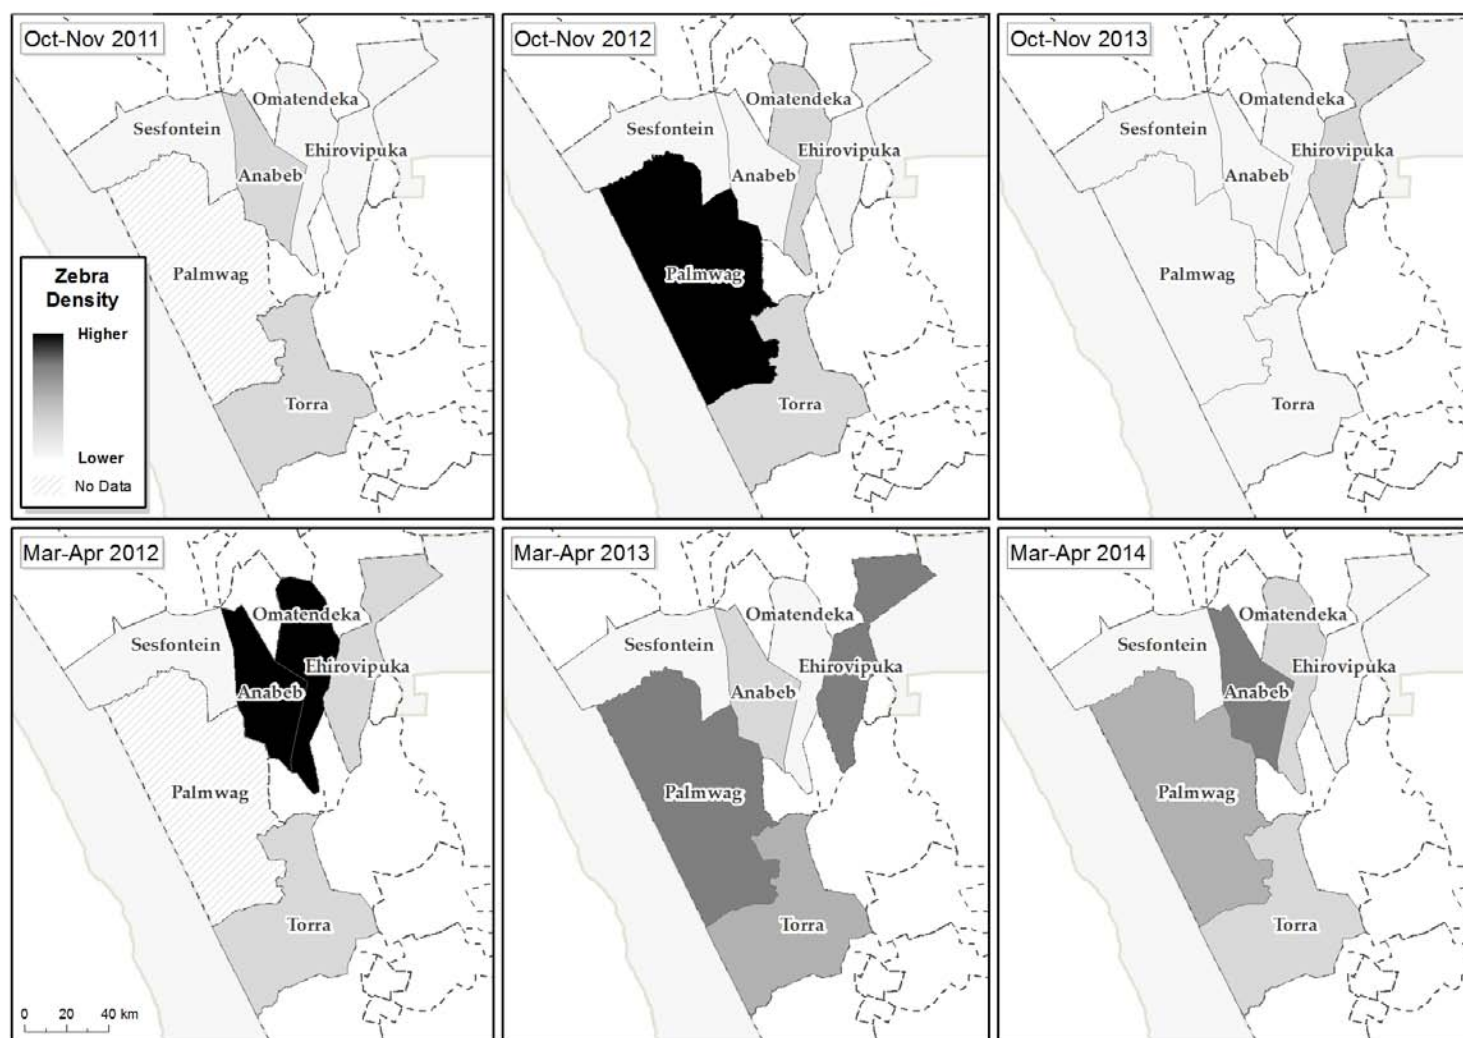 Oct-Nov 2011
Omatendeka
Sesfontein
Ehirovipuka
Anabeb
Palmwag
Torra
Zebra
Density
Higher
Lower
No Data
Oct-Nov 2012
Omatendeka
Sesfontein
Ehirovipuka
Anabeb
Palmwag
Torra
Oct-Nov 2013
Omatendeka
Sesfontein
Ehirovipuka
Anabeb
Palmwag
Torra
Mar-Apr 2012
Omatendeka
Sesfontein
Ehirovipuka
Anabeb
Palmwag
Torra
0 20 40 km
Mar-Apr 2013
Omatendeka
Sesfontein
Ehirovipuka
Anabeb
Palmwag
Torra
Mar-Apr 2014
Omatendeka
Sesfontein
Ehirovipuka
Anabeb
Palmwag
Torra